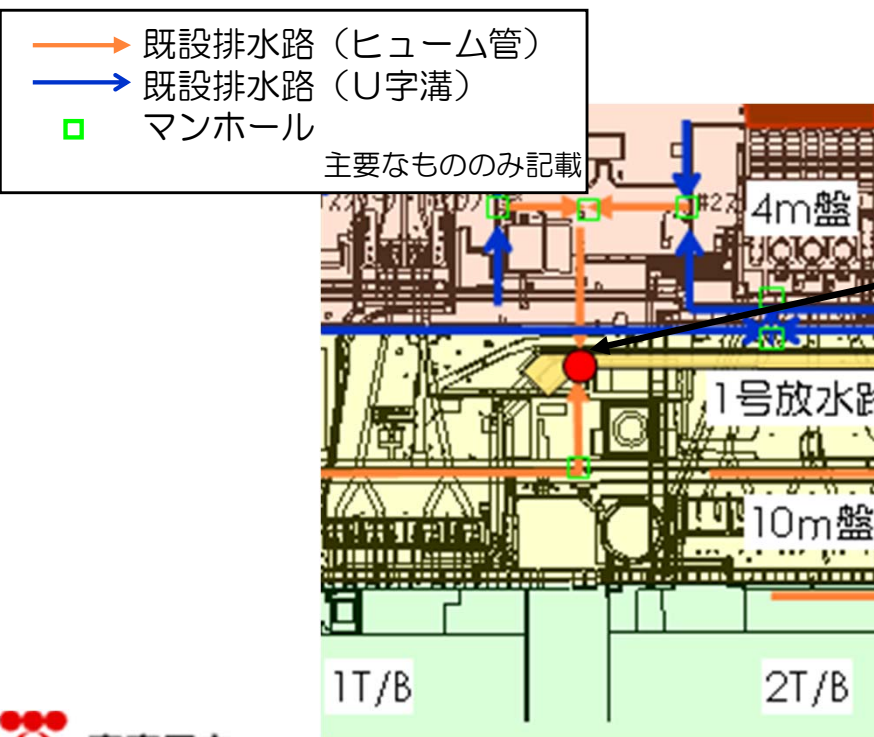 既設排水路（ヒューム管）
既設排水路（U字溝）
マンホール
主要なもののみ記載
#27
4m盤
1号放水路
10m盤
1T/B
2T/B